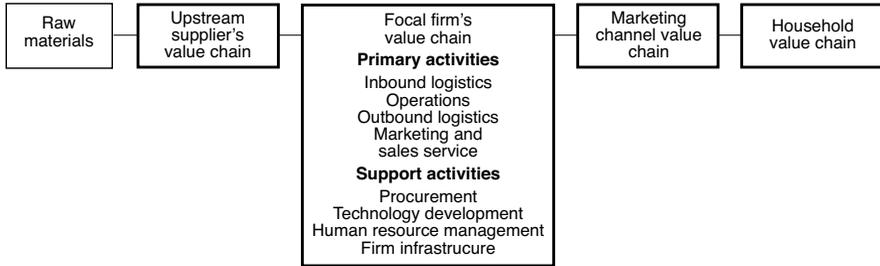 Raw
materials
Upstream
supplier's
value chain
Focal firm's
value chain
Primary activities
Inbound logistics
Operations
Outbound logistics
Marketing and
sales service
Support activities
Procurement
Technology development
Human resource management
Firm infrastrucure
Marketing
channel value
chain
Household
value chain